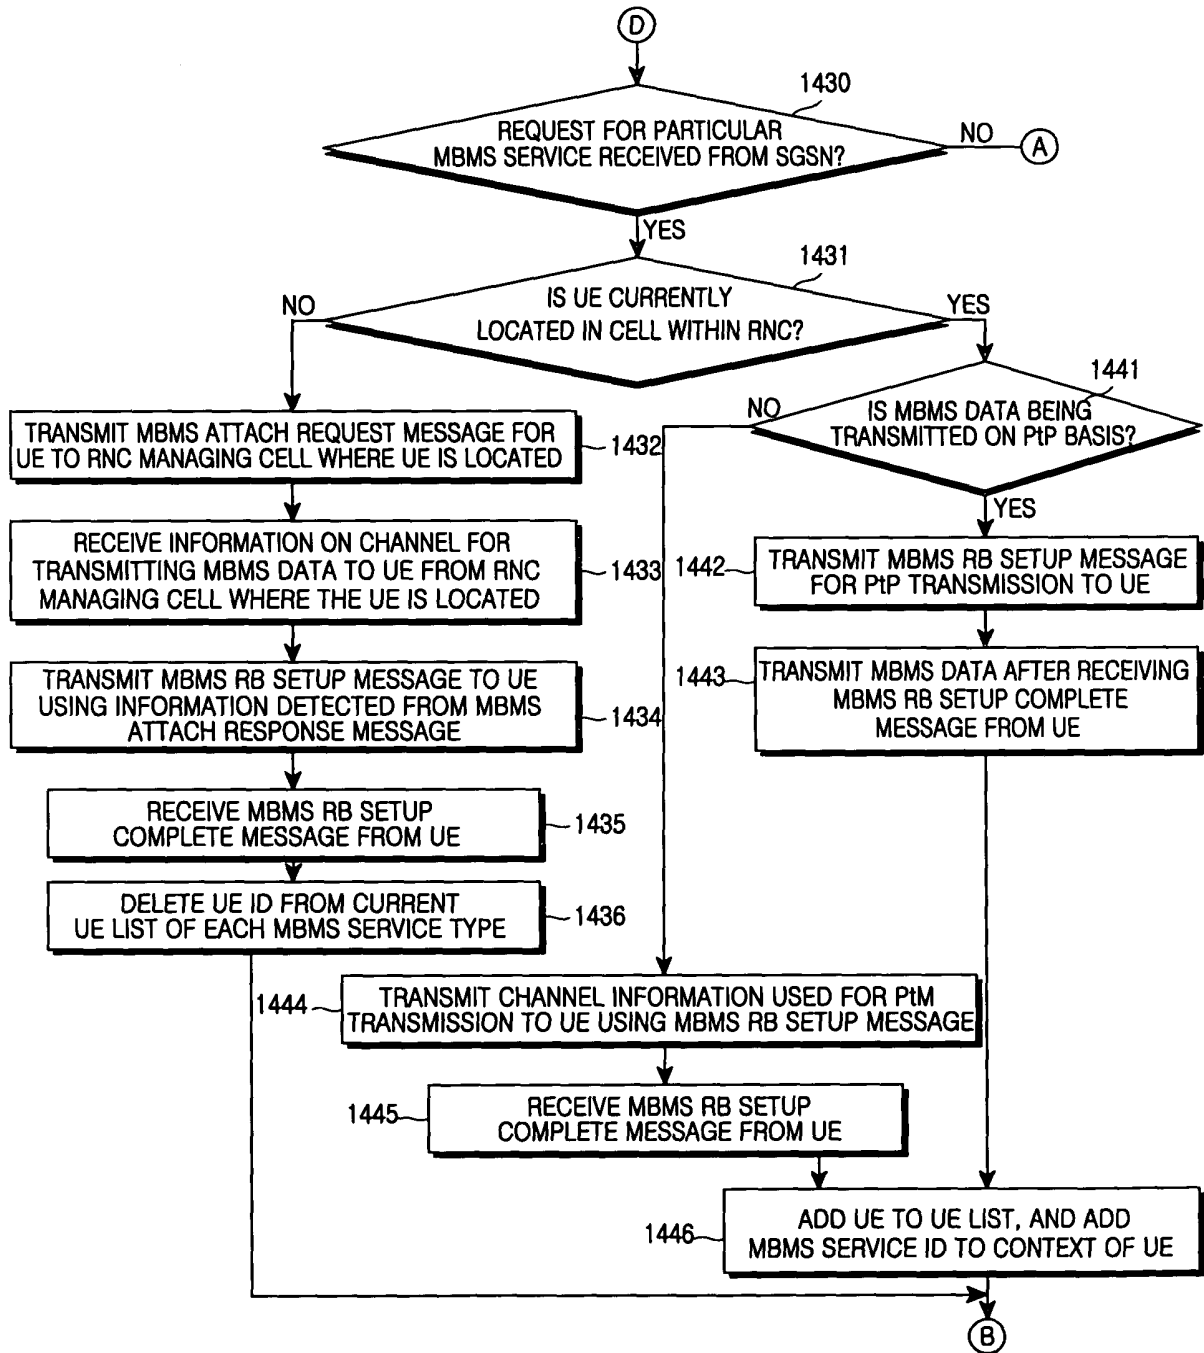 D
1430
REQUEST FOR PARTICULAR
MBMS SERVICE RECEIVED FROM SGSN?
NO
A
YES
1431
IS UE CURRENTLY
LOCATED IN CELL WITHIN RNC?
NO
YES
1441
IS MBMS DATA BEING
TRANSMITTED ON PtP BASIS?
NO
YES
TRANSMIT MBMS ATTACH REQUEST MESSAGE FOR
UE TO RNC MANAGING CELL WHERE UE IS LOCATED
1432
RECEIVE INFORMATION ON CHANNEL FOR
TRANSMITTING MBMS DATA TO UE FROM RNC
MANAGING CELL WHERE THE UE IS LOCATED
1433
TRANSMIT MBMS RB SETUP MESSAGE TO UE
USING INFORMATION DETECTED FROM MBMS
ATTACH RESPONSE MESSAGE
1434
RECEIVE MBMS RB SETUP
COMPLETE MESSAGE FROM UE
1435
DELETE UE ID FROM CURRENT
UE LIST OF EACH MBMS SERVICE TYPE
1436
1442
TRANSMIT MBMS RB SETUP MESSAGE
FOR PtP TRANSMISSION TO UE
1443
TRANSMIT MBMS DATA AFTER RECEIVING
MBMS RB SETUP COMPLETE
MESSAGE FROM UE
1444
TRANSMIT CHANNEL INFORMATION USED FOR PtM
TRANSMISSION TO UE USING MBMS RB SETUP MESSAGE
1445
RECEIVE MBMS RB SETUP
COMPLETE MESSAGE FROM UE
1446
ADD UE TO UE LIST, AND ADD
MBMS SERVICE ID TO CONTEXT OF UE
B